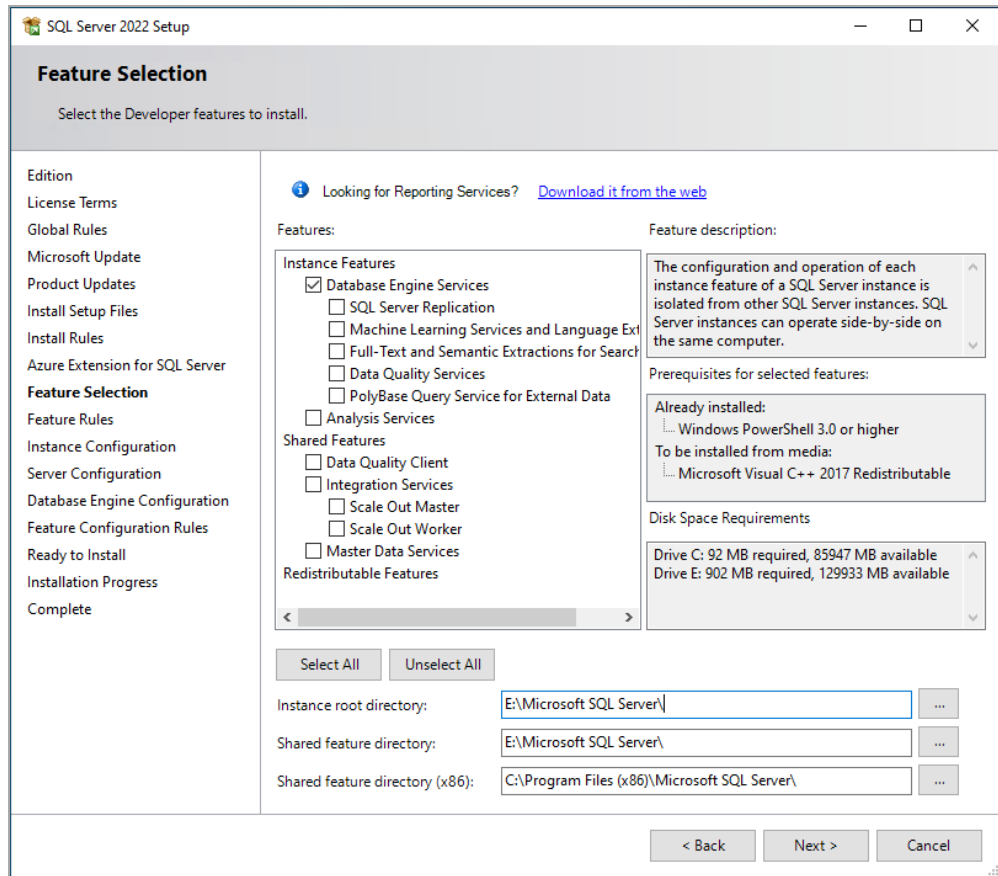 SQL Server 2022 Setup
Feature Selection
Select the Developer features to install.
Edition
License Terms
Global Rules
Microsoft Update
Product Updates
Install Setup Files
Install Rules
Azure Extension for SQL Server
Feature Selection
Feature Rules
Instance Configuration
Server Configuration
Database Engine Configuration
Feature Configuration Rules
Ready to Install
Installation Progress
Complete
Looking for Reporting Services? Download it from the web
Features:
Instance Features
Database Engine Services
SQL Server Replication
Machine Learning Services and Language Ext
Full-Text and Semantic Extractions for Search
Data Quality Services
PolyBase Query Service for External Data
Analysis Services
Shared Features
Data Quality Client
Integration Services
Scale Out Master
Scale Out Worker
Master Data Services
Redistributable Features
Feature description:
The configuration and operation of each
instance feature of a SQL Server instance is
isolated from other SQL Server instances. SQL
Server instances can operate side-by-side on
the same computer.
Prerequisites for selected features:
Already installed:
Windows PowerShell 3.0 or higher
To be installed from media:
Microsoft Visual C++ 2017 Redistributable
Disk Space Requirements
Drive C: 92 MB required, 85947 MB available
Drive E: 902 MB required, 129933 MB available
Select All
Unselect All
Instance root directory: E:\Microsoft SQL Server\ ...
Shared feature directory: E:\Microsoft SQL Server\ ...
Shared feature directory (x86): C:\Program Files (x86)\Microsoft SQL Server\ ...
< Back
Next >
Cancel